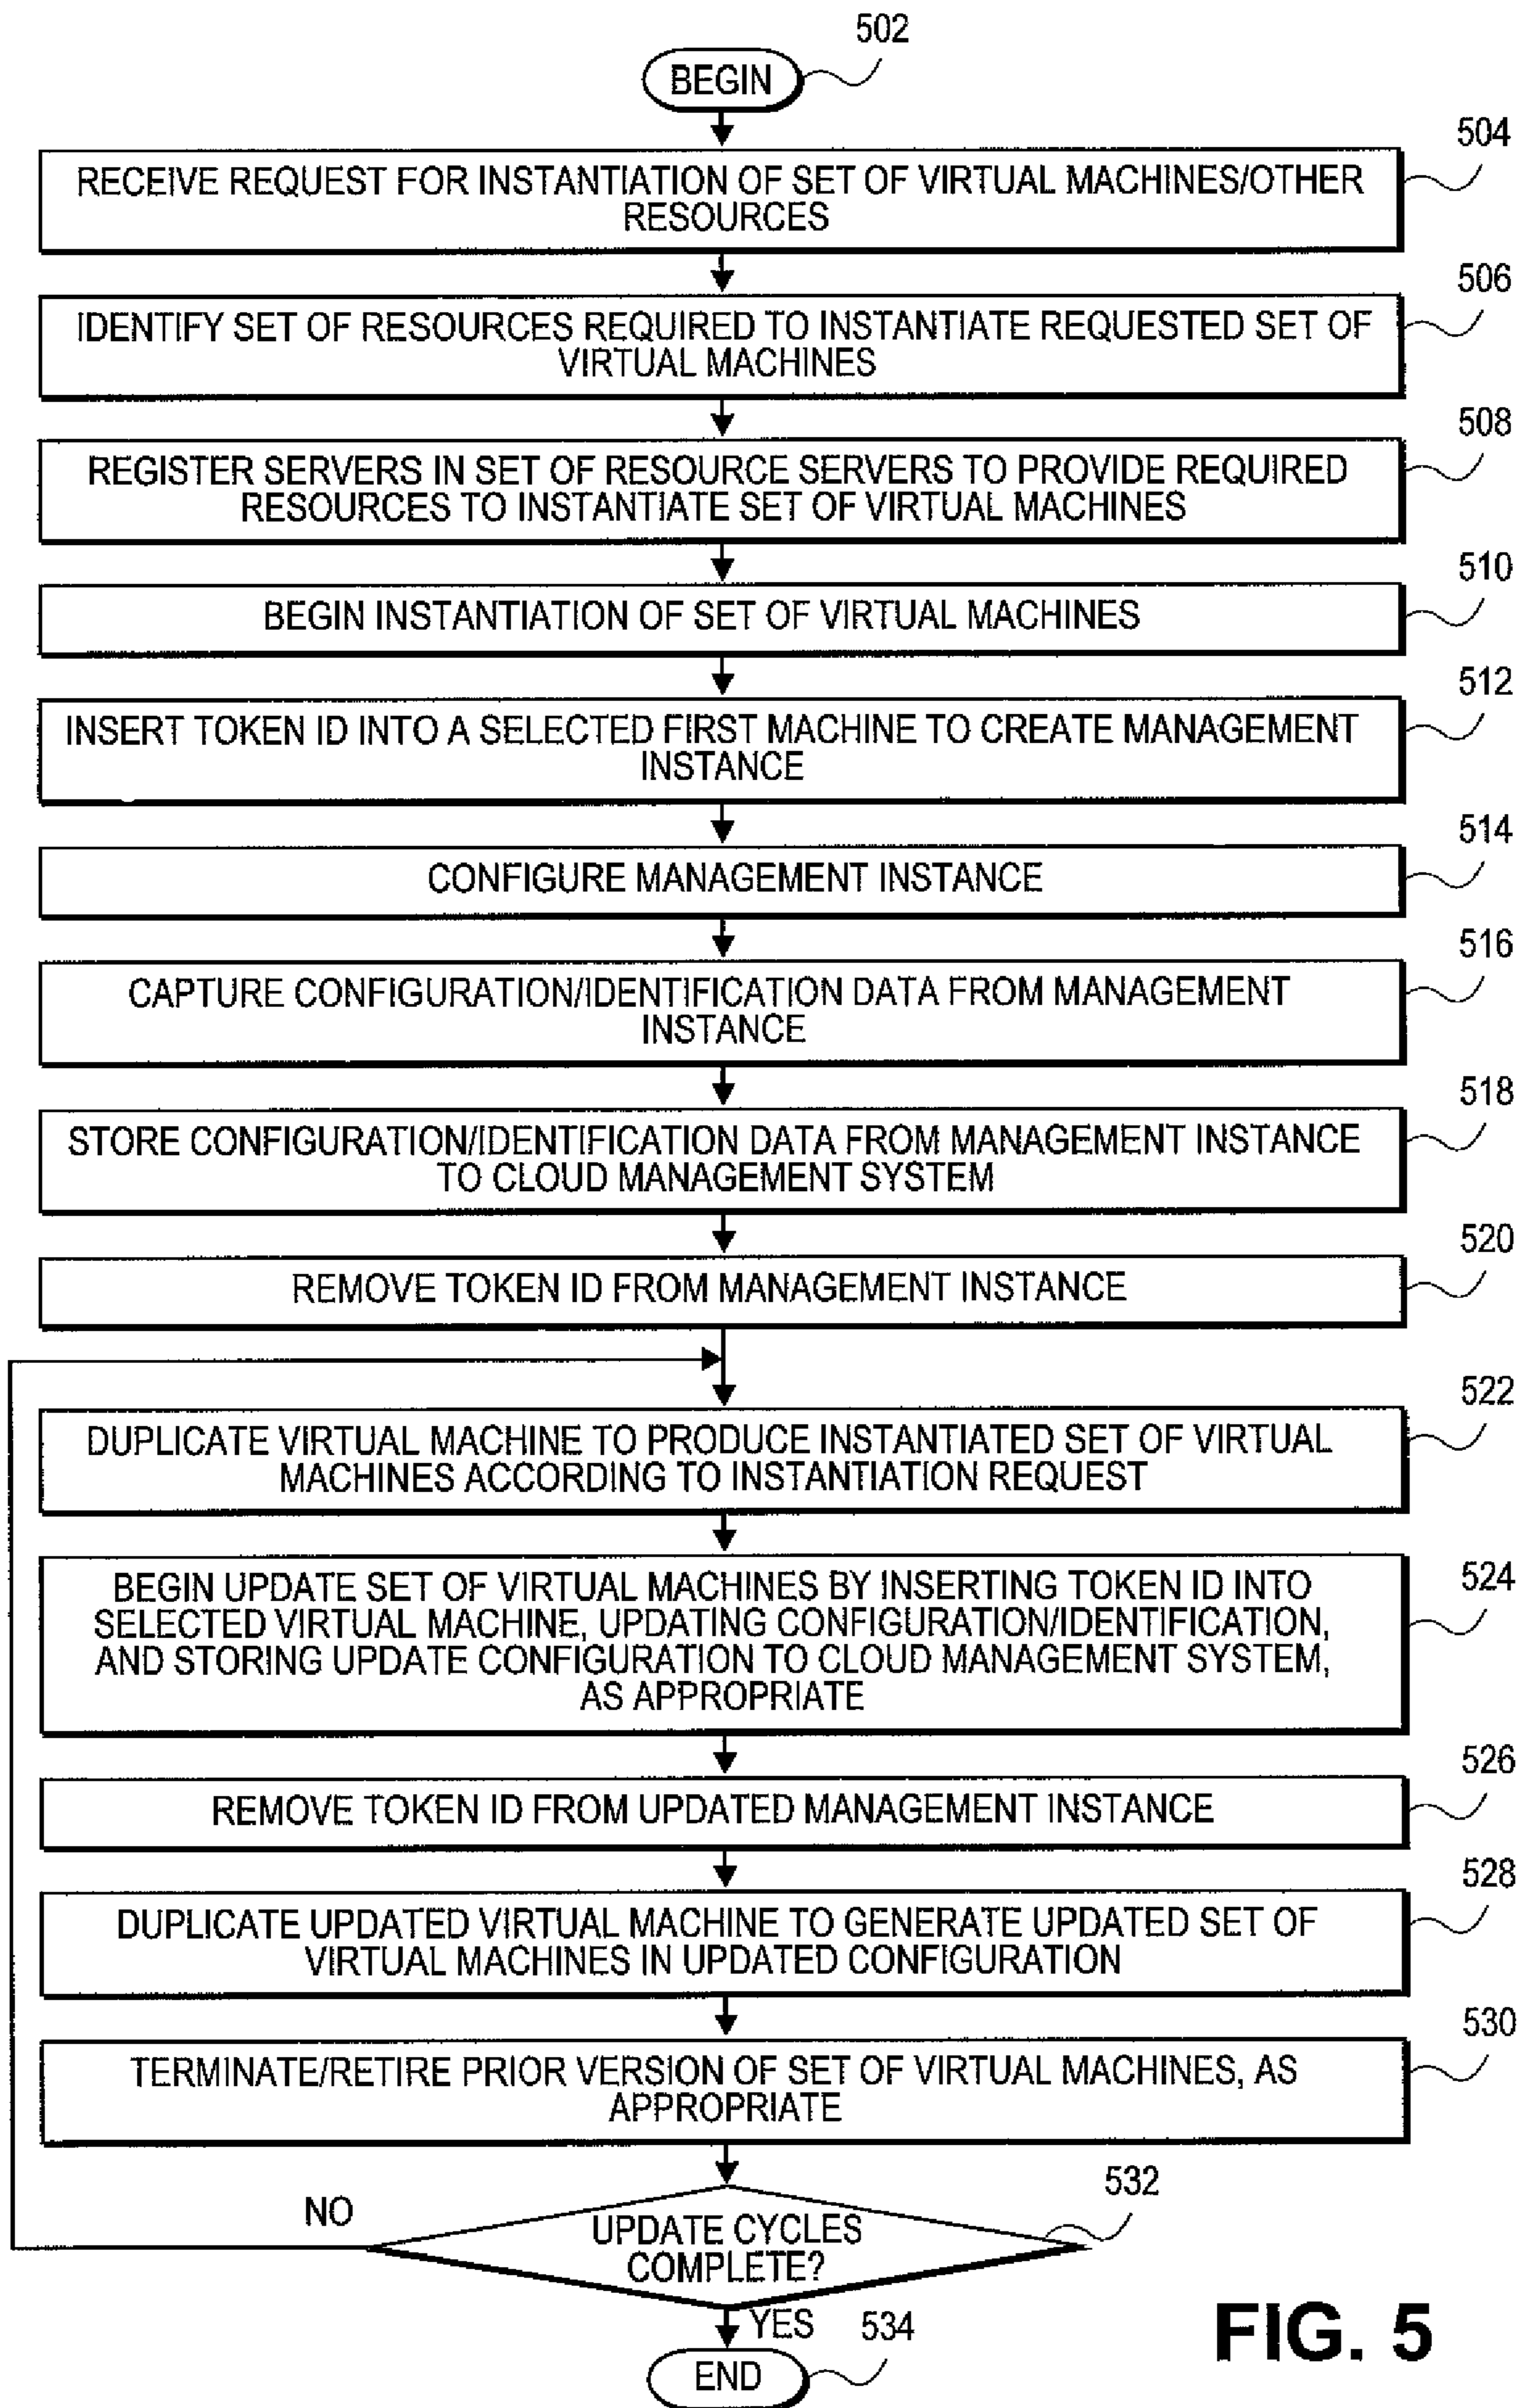 502
BEGIN
504
RECEIVE REQUEST FOR INSTANTIATION OF SET OF VIRTUAL MACHINES/OTHER
RESOURCES
506
IDENTIFY SET OF RESOURCES REQUIRED TO INSTANTIATE REQUESTED SET OF
VIRTUAL MACHINES
508
REGISTER SERVERS IN SET OF RESOURCE SERVERS TO PROVIDE REQUIRED
RESOURCES TO INSTANTIATE SET OF VIRTUAL MACHINES
510
BEGIN INSTANTIATION OF SET OF VIRTUAL MACHINES
512
INSERT TOKEN ID INTO A SELECTED FIRST MACHINE TO CREATE MANAGEMENT
INSTANCE
514
CONFIGURE MANAGEMENT INSTANCE
516
CAPTURE CONFIGURATION/IDENTIFICATION DATA FROM MANAGEMENT
INSTANCE
518
STORE CONFIGURATION/IDENTIFICATION DATA FROM MANAGEMENT INSTANCE
TO CLOUD MANAGEMENT SYSTEM
520
REMOVE TOKEN ID FROM MANAGEMENT INSTANCE
522
DUPLICATE VIRTUAL MACHINE TO PRODUCE INSTANTIATED SET OF VIRTUAL
MACHINES ACCORDING TO INSTANTIATION REQUEST
524
BEGIN UPDATE SET OF VIRTUAL MACHINES BY INSERTING TOKEN ID INTO
SELECTED VIRTUAL MACHINE, UPDATING CONFIGURATION/IDENTIFICATION,
AND STORING UPDATE CONFIGURATION TO CLOUD MANAGEMENT SYSTEM,
AS APPROPRIATE
526
REMOVE TOKEN ID FROM UPDATED MANAGEMENT INSTANCE
528
DUPLICATE UPDATED VIRTUAL MACHINE TO GENERATE UPDATED SET OF
VIRTUAL MACHINES IN UPDATED CONFIGURATION
530
TERMINATE/RETIRE PRIOR VERSION OF SET OF VIRTUAL MACHINES, AS
APPROPRIATE
532
NO
UPDATE CYCLES
COMPLETE?
YES
534
END
FIG. 5